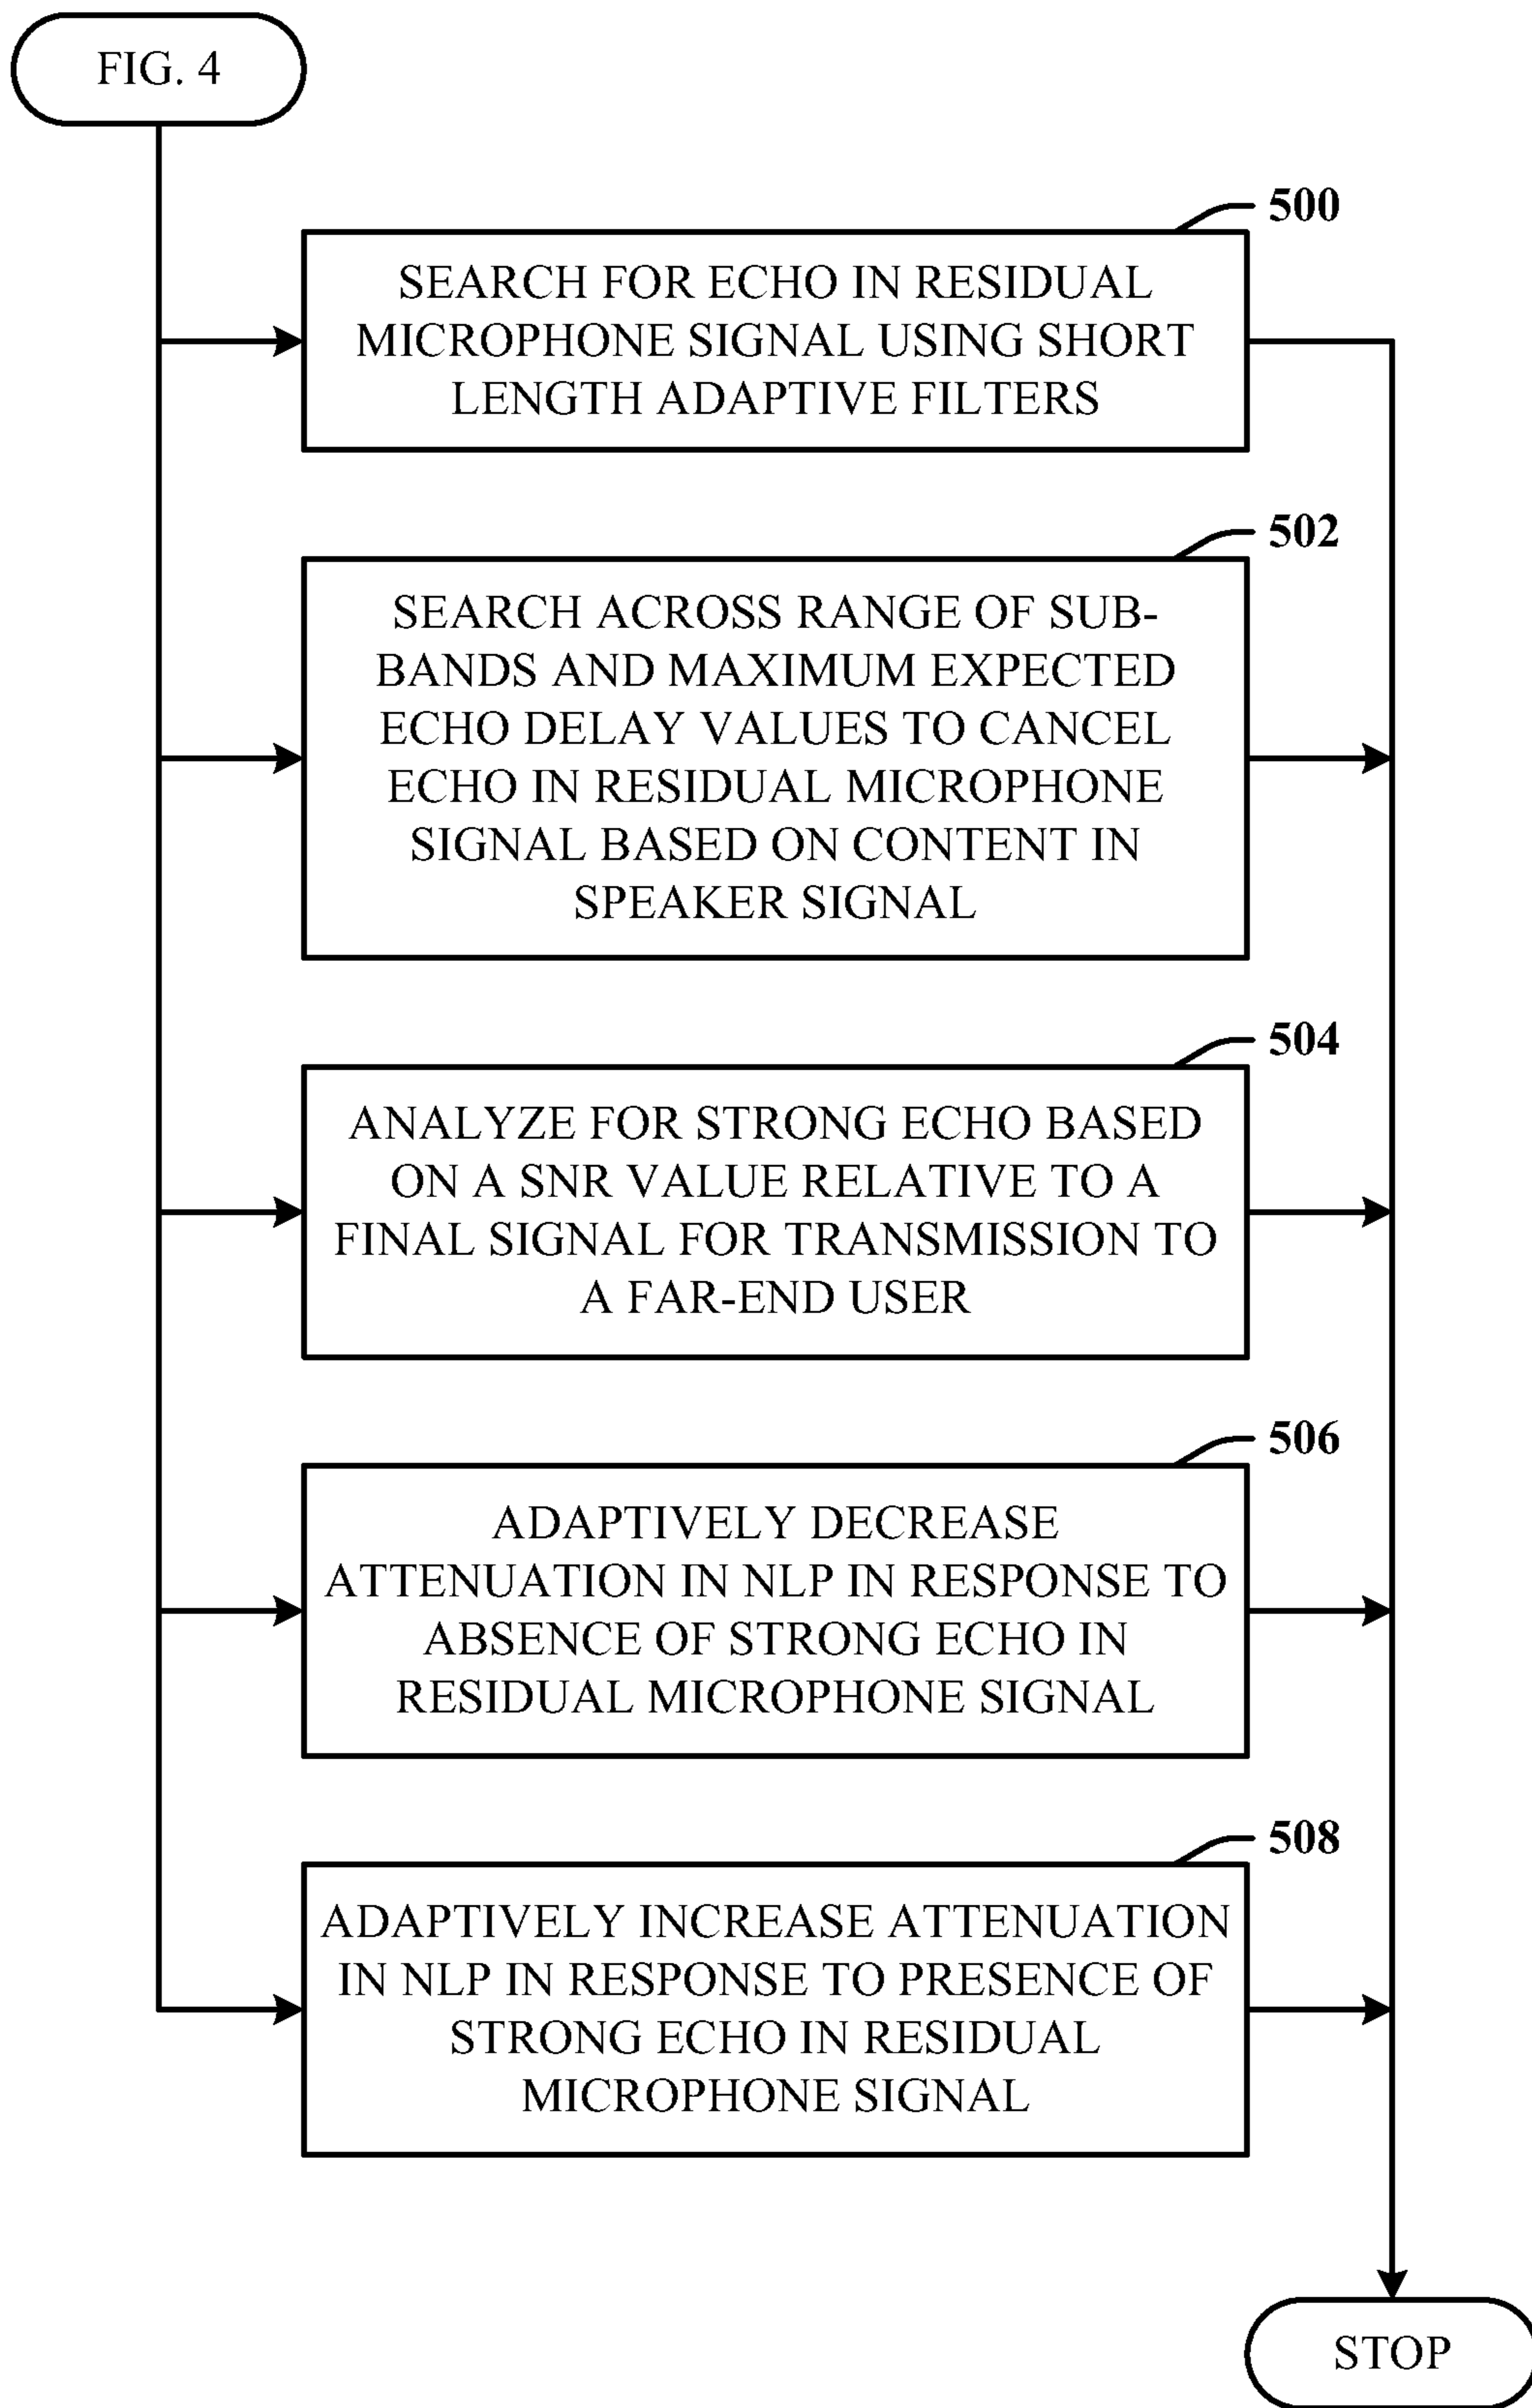 FIG. 4
500
SEARCH FOR ECHO IN RESIDUAL
MICROPHONE SIGNAL USING SHORT
LENGTH ADAPTIVE FILTERS
502
SEARCH ACROSS RANGE OF SUB-
BANDS AND MAXIMUM EXPECTED
ECHO DELAY VALUES TO CANCEL
ECHO IN RESIDUAL MICROPHONE
SIGNAL BASED ON CONTENT IN
SPEAKER SIGNAL
504
ANALYZE FOR STRONG ECHO BASED
ON A SNR VALUE RELATIVE TO A
FINAL SIGNAL FOR TRANSMISSION TO
A FAR-END USER
506
ADAPTIVELY DECREASE
ATTENUATION IN NLP IN RESPONSE TO
ABSENCE OF STRONG ECHO IN
RESIDUAL MICROPHONE SIGNAL
508
ADAPTIVELY INCREASE ATTENUATION
IN NLP IN RESPONSE TO PRESENCE OF
STRONG ECHO IN RESIDUAL
MICROPHONE SIGNAL
STOP